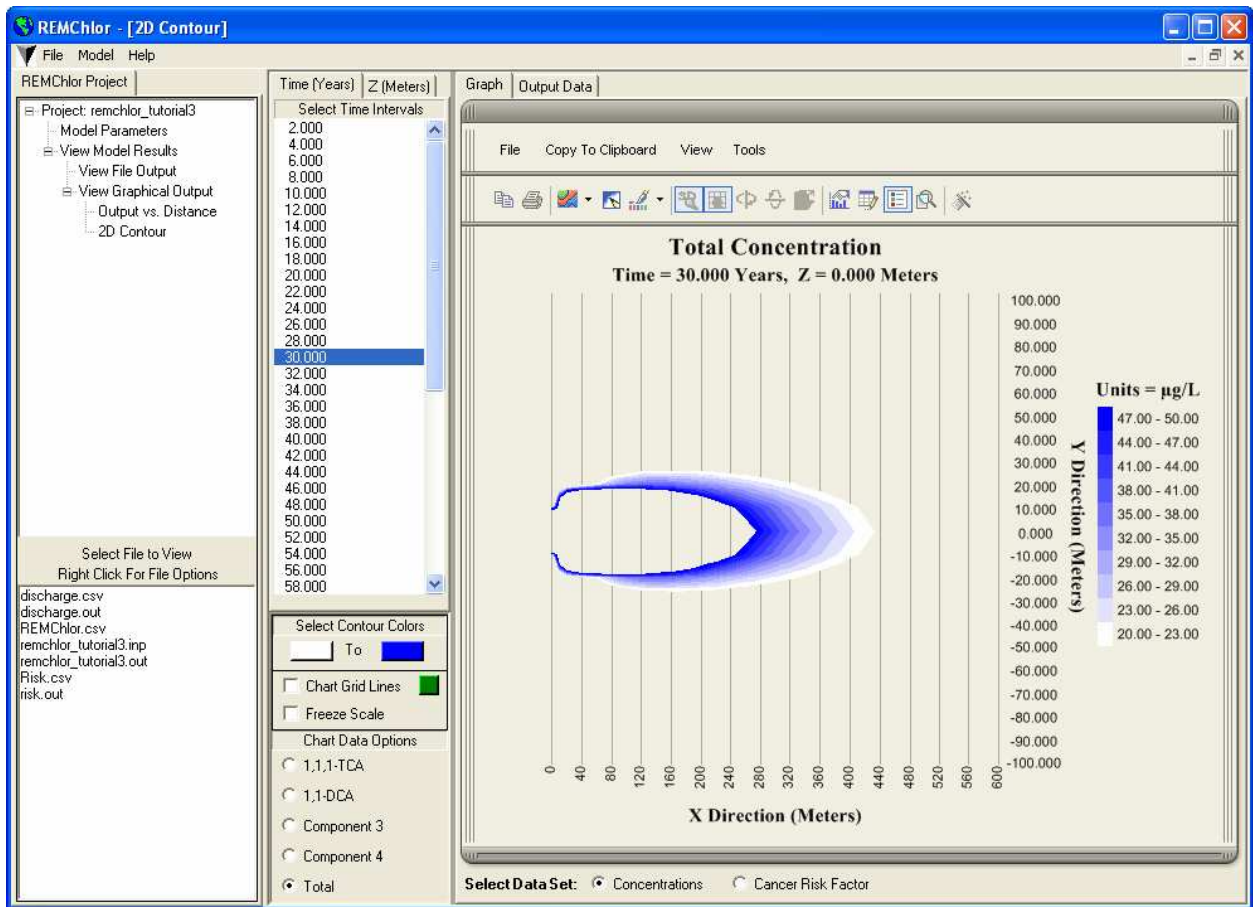 REMChlor - [2D Contour]
File Model Help
REMChlor Project
Project: remchlor_tutorial3
Model Parameters
View Model Results
View File Output
View Graphical Output
Output vs. Distance
2D Contour
Select File to View
Right Click For File Options
discharge.csv
discharge.out
REMChlor.csv
remchlor_tutorial3.inp
remchlor_tutorial3.out
Risk.csv
risk.out
Time (Years) Z (Meters)
Select Time Intervals
2.000
4.000
6.000
8.000
10.000
12.000
14.000
16.000
18.000
20.000
22.000
24.000
26.000
28.000
30.000
32.000
34.000
36.000
38.000
40.000
42.000
44.000
46.000
48.000
50.000
52.000
54.000
56.000
58.000
Select Contour Colors
To
Chart Grid Lines
Freeze Scale
Chart Data Options
1,1,1-TCA
1,1-DCA
Component 3
Component 4
Total
Graph Output Data
File Copy To Clipboard View Tools
Total Concentration
Time = 30.000 Years, Z = 0.000 Meters
100.000
90.000
80.000
70.000
60.000
50.000
40.000
30.000
20.000
10.000
0.000
-10.000
-20.000
-30.000
-40.000
-50.000
-60.000
-70.000
-80.000
-90.000
-100.000
Y Direction (Meters)
Units = µg/L
47.00 - 50.00
44.00 - 47.00
41.00 - 44.00
38.00 - 41.00
35.00 - 38.00
32.00 - 35.00
29.00 - 32.00
26.00 - 29.00
23.00 - 26.00
20.00 - 23.00
0 40 80 120 160 200 240 280 320 360 400 440 480 520 560 600
X Direction (Meters)
Select Data Set: Concentrations Cancer Risk Factor